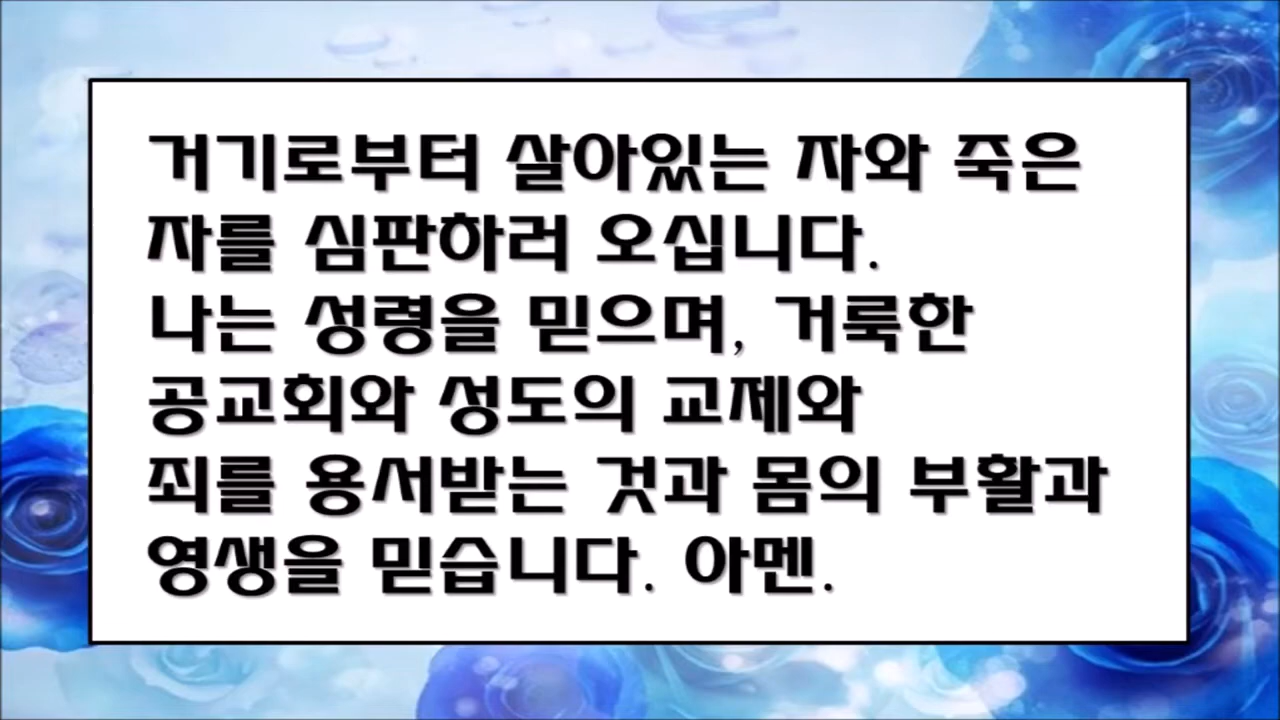 거기로부터 살아있는 자와 죽은
자를 심판하러 오십니다.
나는 성령을 믿으며, 거룩한
공교회와 성도의 교제와
죄를 용서받는 것과 몸의 부활과
영생을 믿습니다. 아멘.